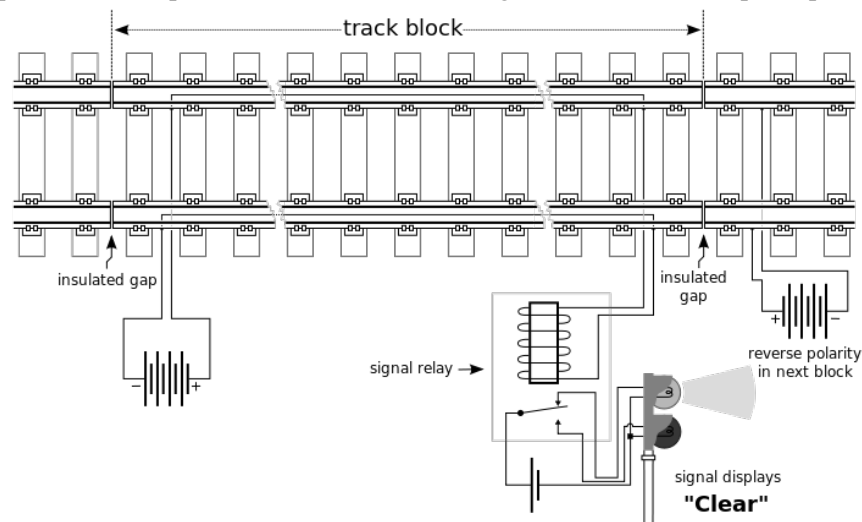 track block
insulated gap
insulated
gap
− +
+ −
signal relay
reverse polarity
in next block
signal displays
"Clear"